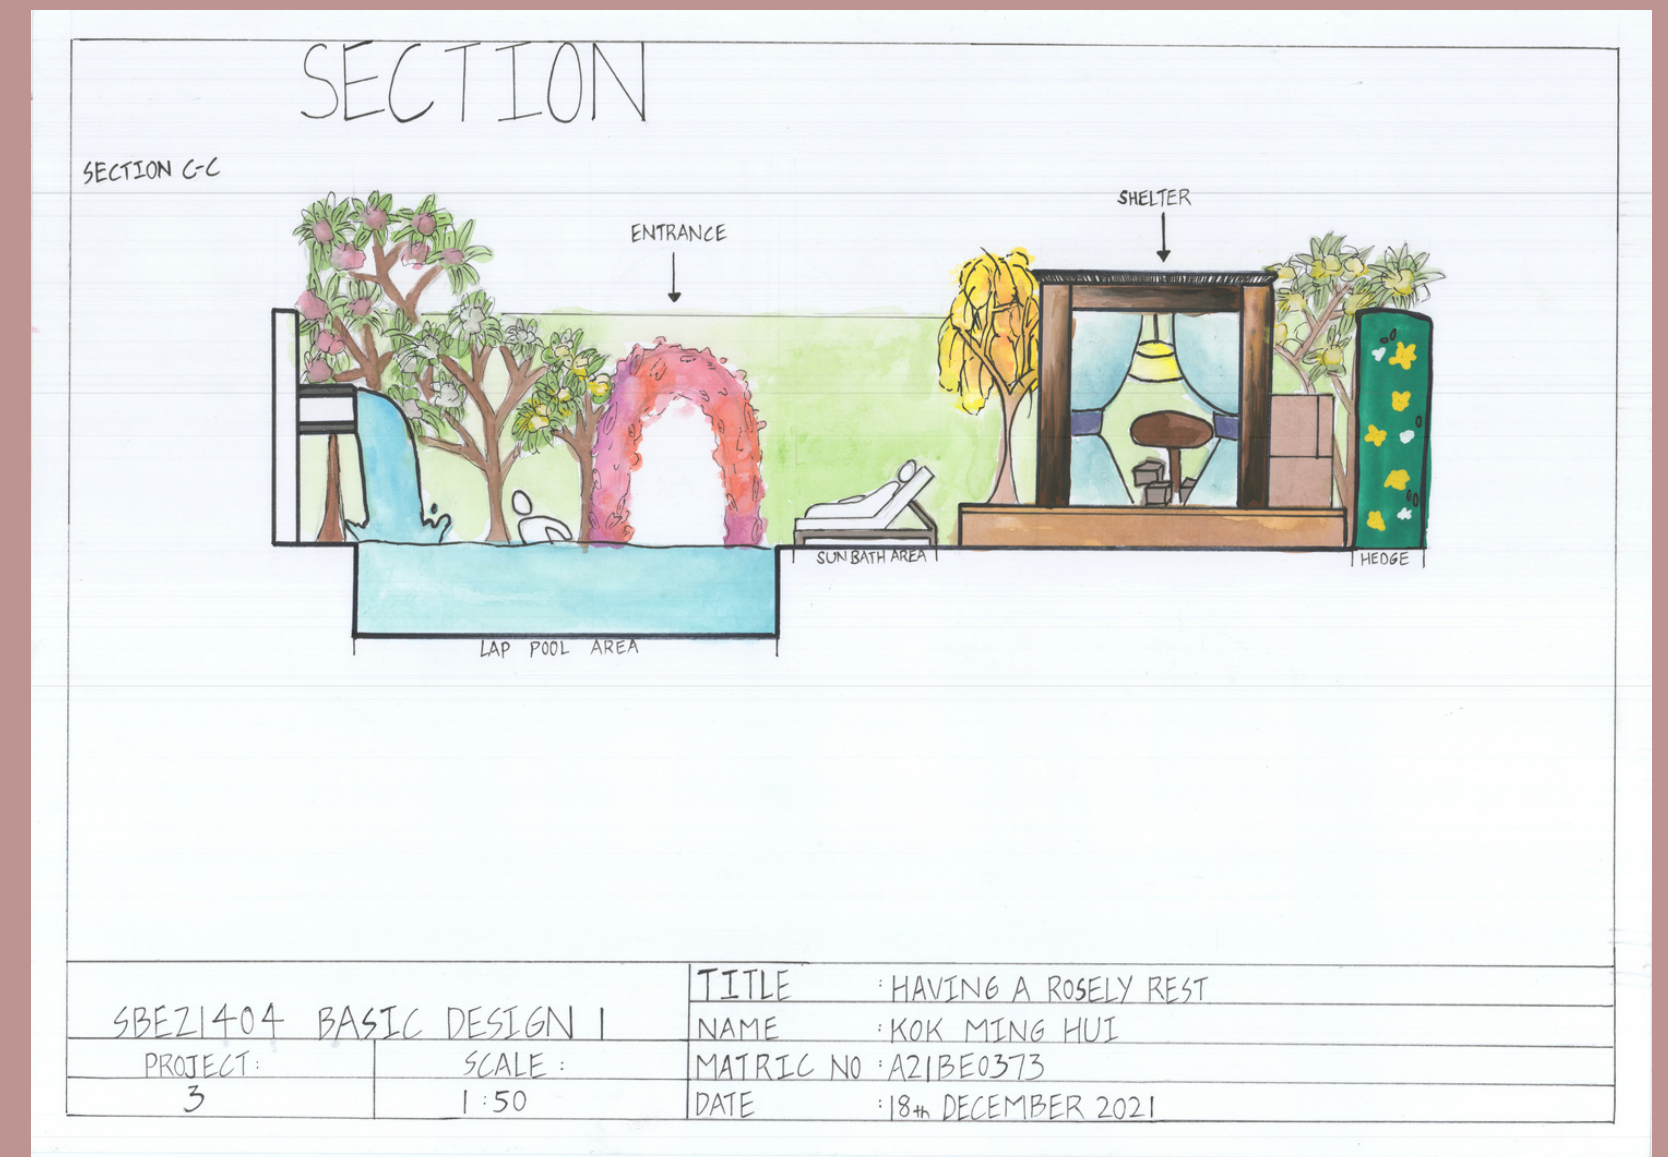 SECTION
SECTION C-C
SHELTER
ENTRANCE
SUN BATH AREA
HEDGE
LAP POOL AREA
SBEZ1404 BASIC DESIGN 1
PROJECT:
SCALE :
3
1:50
TITLE : HAVING A ROSELY REST
NAME : KOK MING HUI
MATRIC NO : A21BE0373
DATE : 18th DECEMBER 2021